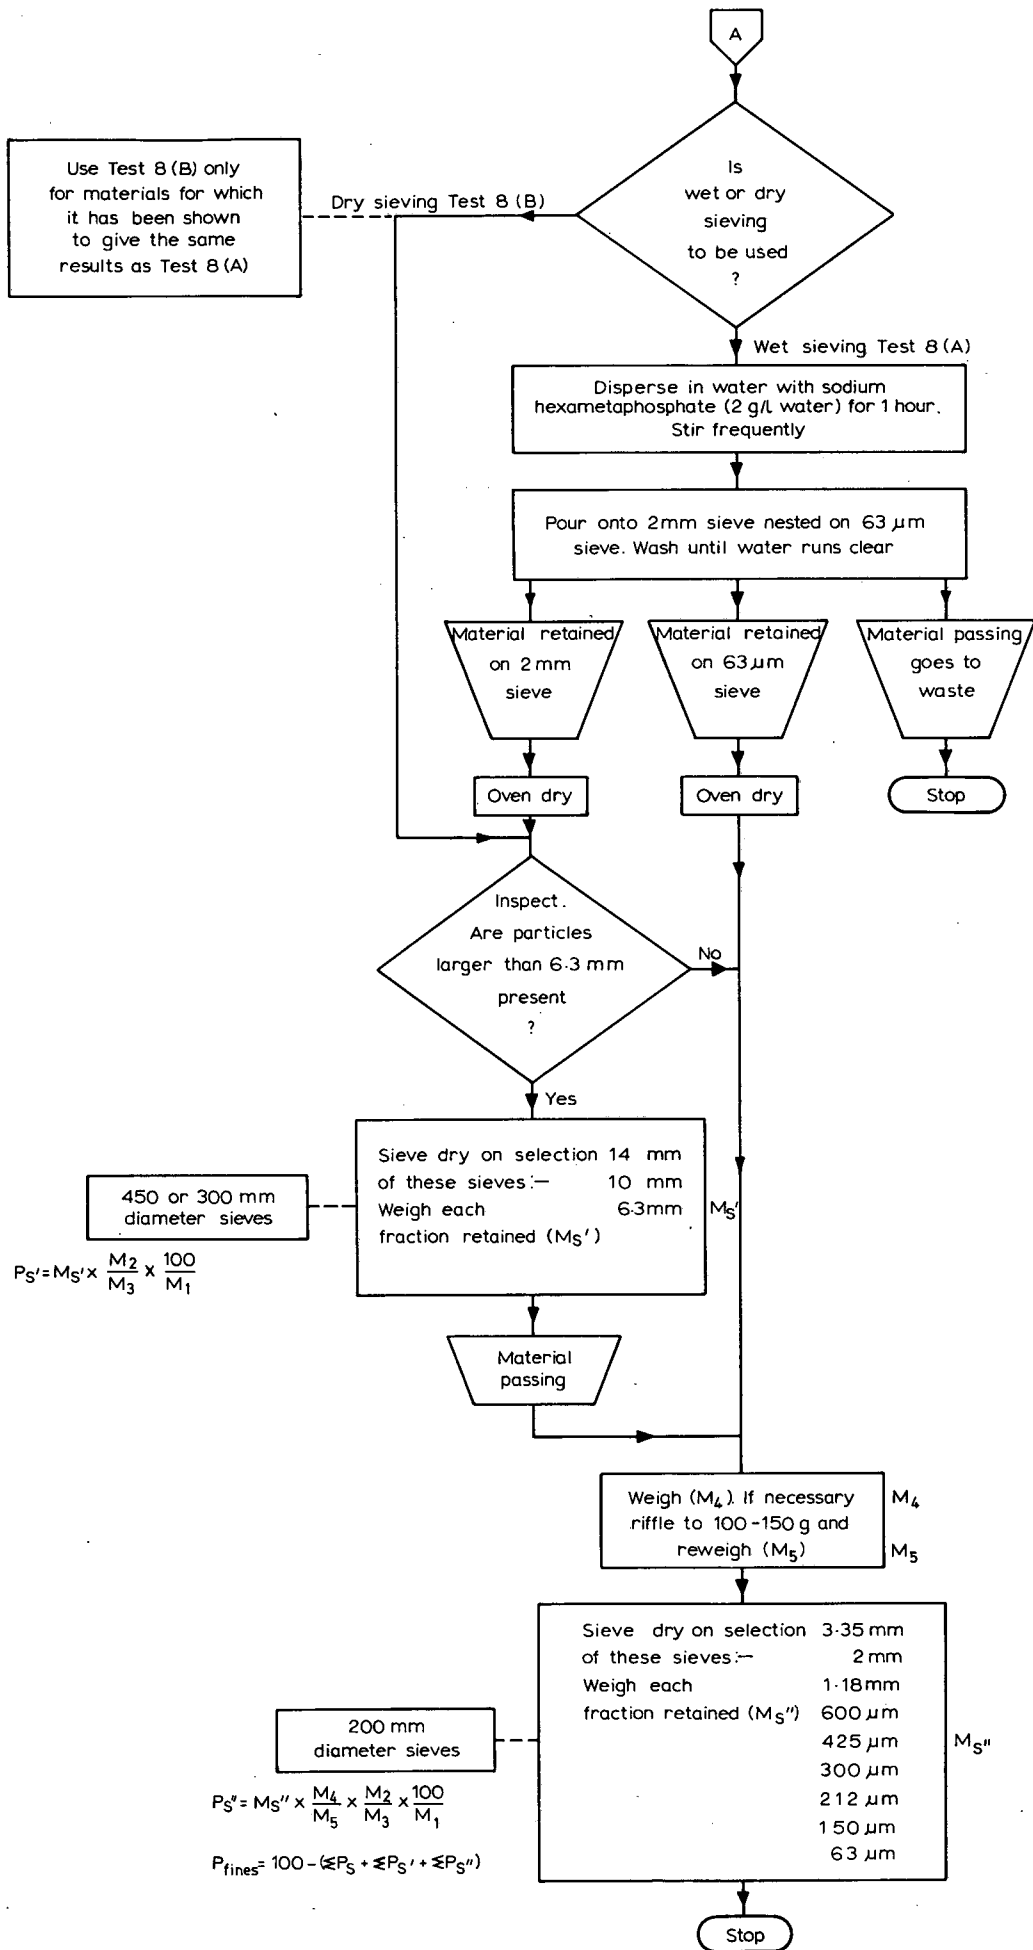 A
Is
wet or dry
sieving
to be used
?
Use Test 8 (B) only
for materials for which
it has been shown
to give the same
results as Test 8 (A)
Dry sieving Test 8 (B)
Wet sieving Test 8 (A)
Disperse in water with sodium
hexametaphosphate (2 g/l water) for 1 hour.
Stir frequently
Pour onto 2mm sieve nested on 63 µm
sieve. Wash until water runs clear
Material retained
on 2mm
sieve
Material retained
on 63µm
sieve
Material passing
goes to
waste
Oven dry
Oven dry
Stop
Inspect.
Are particles
larger than 6·3 mm
present
?
No
Yes
Sieve dry on selection 14 mm
of these sieves:— 10 mm
Weigh each 6·3mm
fraction retained (MS′)
MS′
450 or 300 mm
diameter sieves
PS′ = MS′ × M2/M3 × 100/M1
Material
passing
Weigh (M4). If necessary
riffle to 100-150 g and
reweigh (M5)
M4
M5
Sieve dry on selection 3·35 mm
of these sieves:— 2mm
Weigh each 1·18mm
fraction retained (MS″) 600 µm
425 µm
300 µm
212 µm
150 µm
63 µm
MS″
200 mm
diameter sieves
PS″ = MS″ × M4/M5 × M2/M3 × 100/M1
Pfines = 100 – (ΣPS + ΣPS′ + ΣPS″)
Stop